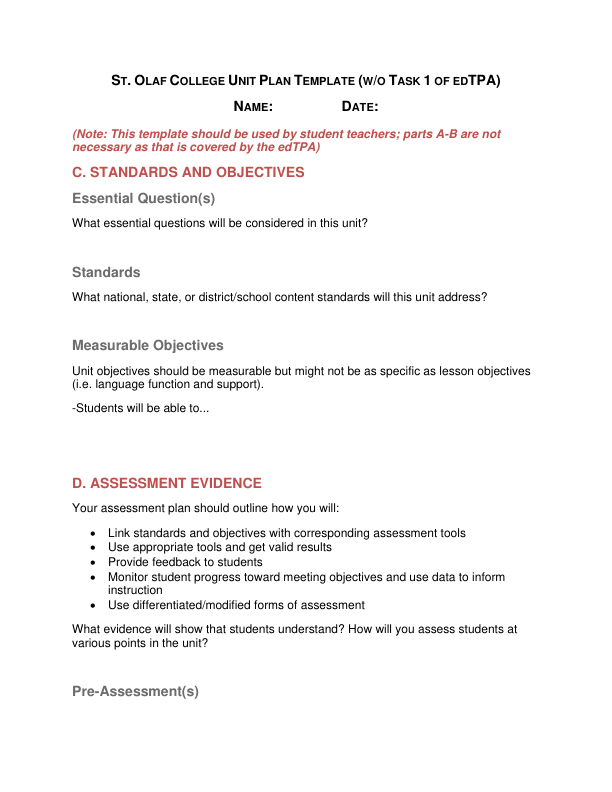 ST. OLAF COLLEGE UNIT PLAN TEMPLATE (W/O TASK 1 OF EDTPA)
NAME: DATE:
(Note: This template should be used by student teachers; parts A-B are not
necessary as that is covered by the edTPA)
C. STANDARDS AND OBJECTIVES
Essential Question(s)
What essential questions will be considered in this unit?
Standards
What national, state, or district/school content standards will this unit address?
Measurable Objectives
Unit objectives should be measurable but might not be as specific as lesson objectives
(i.e. language function and support).
-Students will be able to...
D. ASSESSMENT EVIDENCE
Your assessment plan should outline how you will:
• Link standards and objectives with corresponding assessment tools
• Use appropriate tools and get valid results
• Provide feedback to students
• Monitor student progress toward meeting objectives and use data to inform
instruction
• Use differentiated/modified forms of assessment
What evidence will show that students understand? How will you assess students at
various points in the unit?
Pre-Assessment(s)